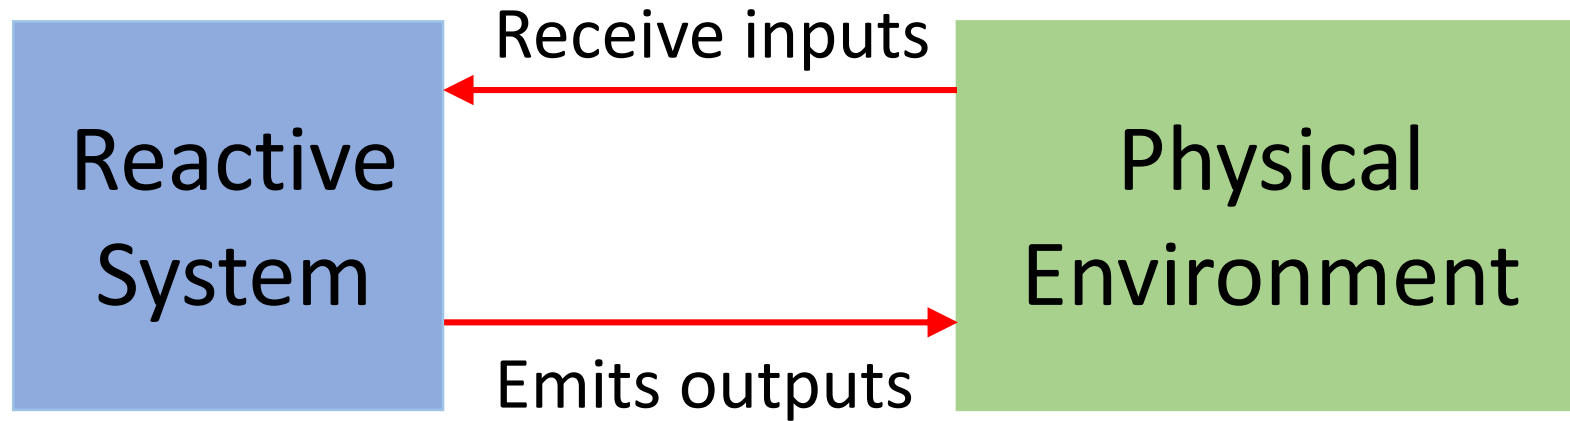 Receive inputs
Reactive
System
Physical
Environment
Emits outputs